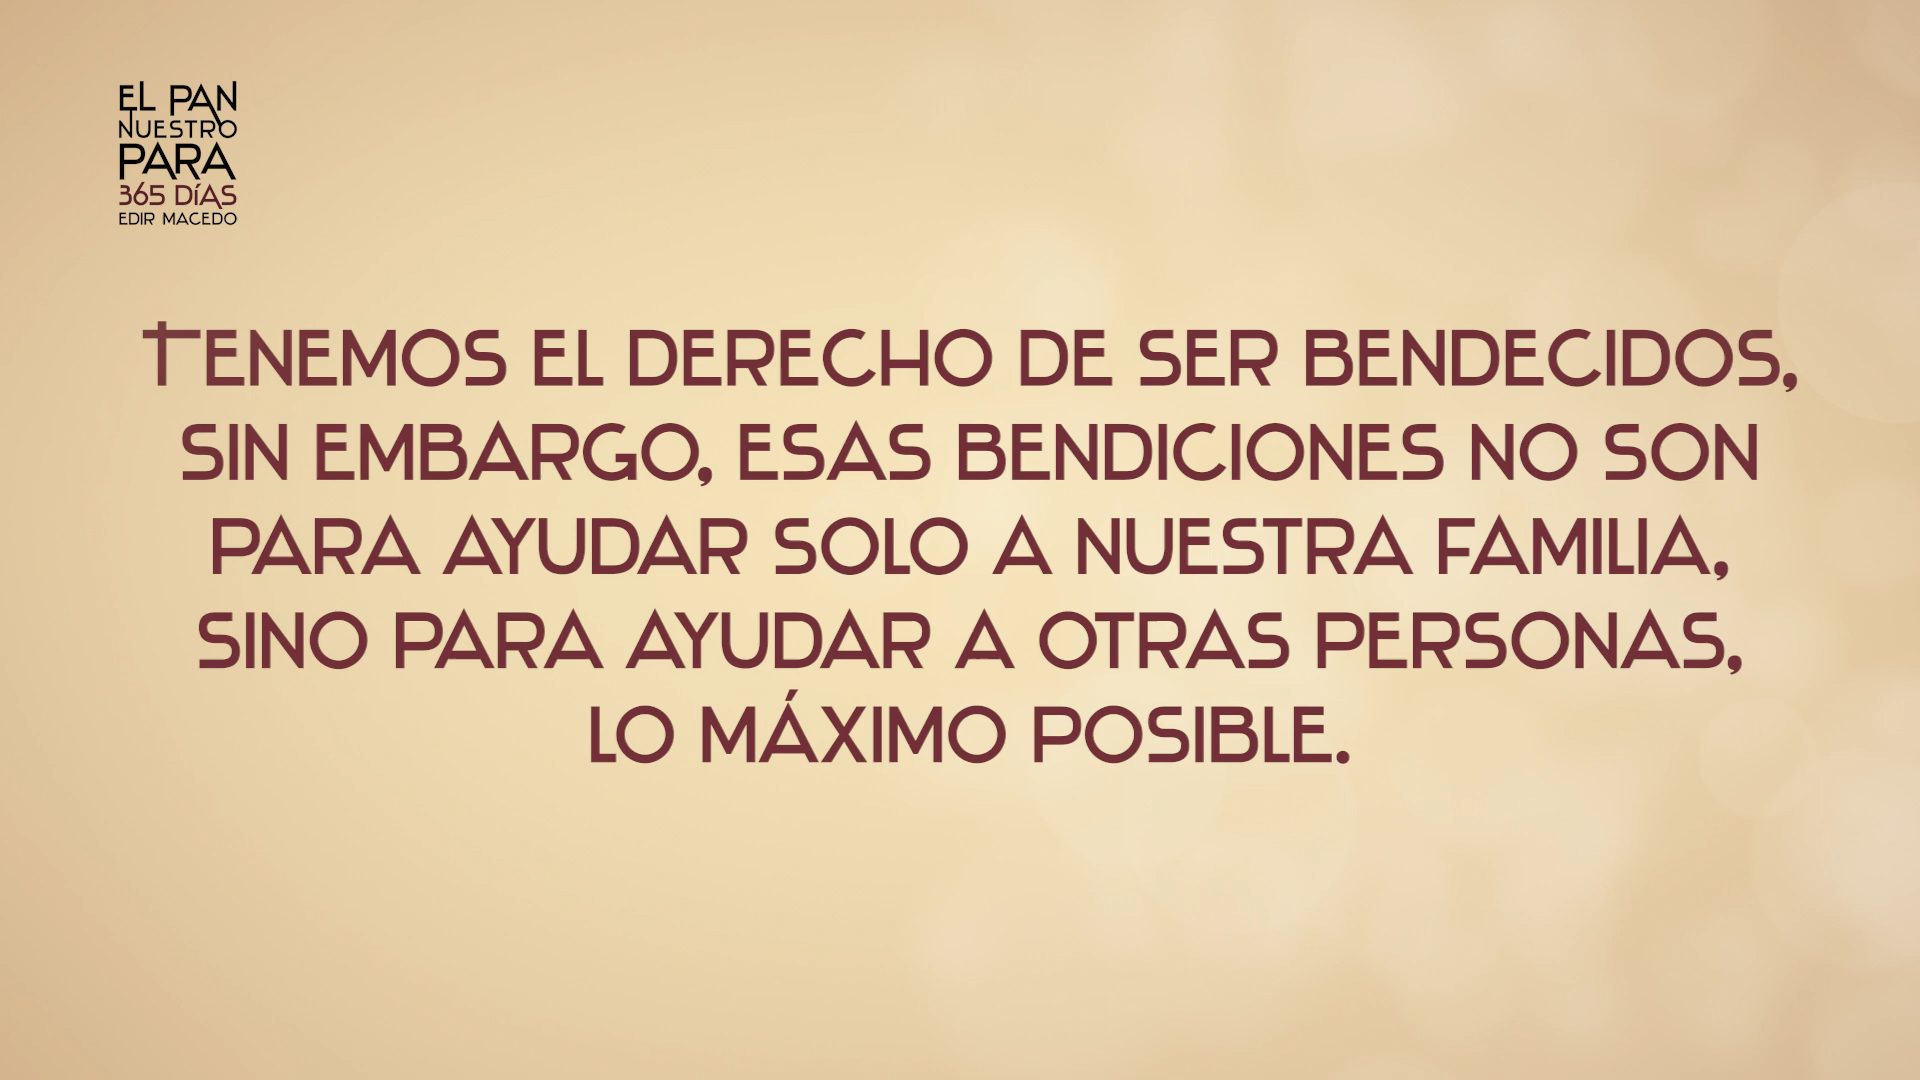 EL PAN
NUESTRO
PARA
365 DÍAS
EDIR MACEDO
TENEMOS EL DERECHO DE SER BENDECIDOS,
SIN EMBARGO, ESAS BENDICIONES NO SON
PARA AYUDAR SOLO A NUESTRA FAMILIA,
SINO PARA AYUDAR A OTRAS PERSONAS,
LO MÁXIMO POSIBLE.